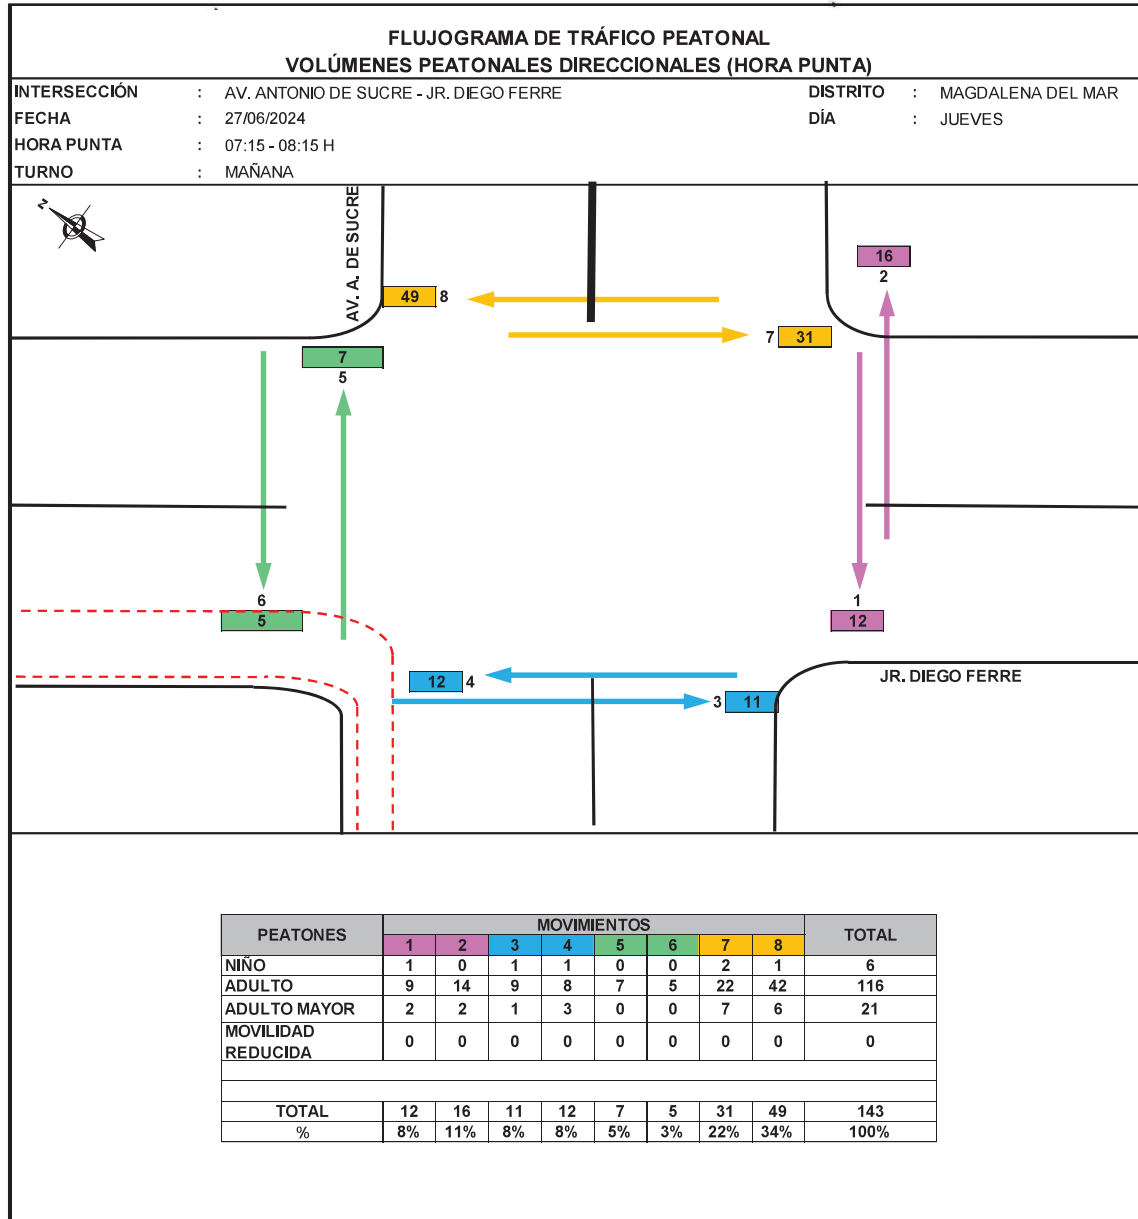 FLUJOGRAMA DE TRÁFICO PEATONAL
VOLÚMENES PEATONALES DIRECCIONALES (HORA PUNTA)
INTERSECCIÓN : AV. ANTONIO DE SUCRE - JR. DIEGO FERRE DISTRITO : MAGDALENA DEL MAR
FECHA : 27/06/2024 DÍA : JUEVES
HORA PUNTA : 07:15 - 08:15 H
TURNO : MAÑANA
N
AV. A. DE SUCRE
16
2
49 8
7 31
7
5
6
5
1
12
12 4
3 11
JR. DIEGO FERRE
PEATONES MOVIMIENTOS TOTAL
1 2 3 4 5 6 7 8
NIÑO 1 0 1 1 0 0 2 1 6
ADULTO 9 14 9 8 7 5 22 42 116
ADULTO MAYOR 2 2 1 3 0 0 7 6 21
MOVILIDAD
REDUCIDA 0 0 0 0 0 0 0 0 0
TOTAL 12 16 11 12 7 5 31 49 143
% 8% 11% 8% 8% 5% 3% 22% 34% 100%